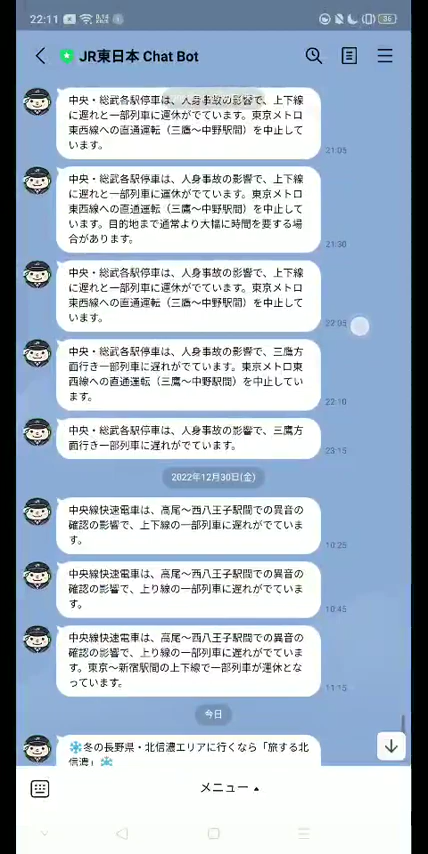 22:11
36
JR東日本 Chat Bot
中央・総武各駅停車は、人身事故の影響で、上下線
に遅れと一部列車に運休がでています。東京メトロ
東西線への直通運転（三鷹〜中野駅間）を中止して
います。
21:05
中央・総武各駅停車は、人身事故の影響で、上下線
に遅れと一部列車に運休がでています。東京メトロ
東西線への直通運転（三鷹〜中野駅間）を中止して
います。目的地まで通常より大幅に時間を要する場
合があります。
21:30
中央・総武各駅停車は、人身事故の影響で、上下線
に遅れと一部列車に運休がでています。東京メトロ
東西線への直通運転（三鷹〜中野駅間）を中止して
います。
22:05
中央・総武各駅停車は、人身事故の影響で、三鷹方
面行き一部列車に遅れがでています。東京メトロ東
西線への直通運転（三鷹〜中野駅間）を中止していま
す。
22:10
中央・総武各駅停車は、人身事故の影響で、三鷹方
面行き一部列車に遅れがでています。
23:15
2022年12月30日(金)
中央線快速電車は、高尾〜西八王子駅間での異音の
確認の影響で、上下線の一部列車に遅れがでていま
す。
10:25
中央線快速電車は、高尾〜西八王子駅間での異音の
確認の影響で、上り線の一部列車に遅れがでていま
す。
10:45
中央線快速電車は、高尾〜西八王子駅間での異音の
確認の影響で、上り線の一部列車に遅れがでていま
す。東京〜新宿駅間の上下線で一部列車が運休とな
っています。
11:15
今日
❄冬の長野県・北信濃エリアに行くなら「旅する北
信濃」❄
メニュー